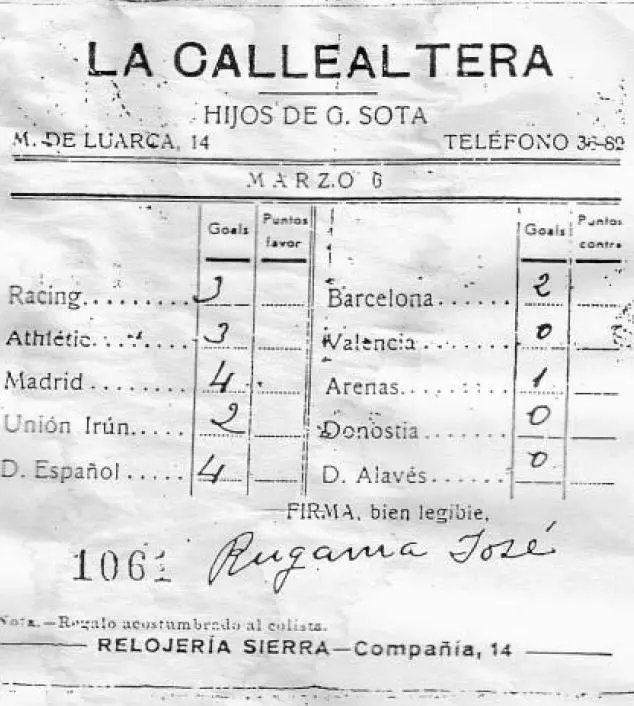 LA CALLEALTERA
HIJOS DE G. SOTA
M. DE LUARCA, 14 TELÉFONO 36-82
MARZO 6
Goals Puntos favor Goals Puntos contra
Racing........ 3 Barcelona...... 2
Athlétic........ 3 Valencia........ 0
Madrid........ 4 Arenas........ 1
Unión Irún..... 2 Donostia....... 0
D. Español..... 4 D. Alavés....... 0
FIRMA, bien legible,
1061 Rugama José
Nota.—Regalo acostumbrado al colista.
RELOJERÍA SIERRA—Compañía, 14